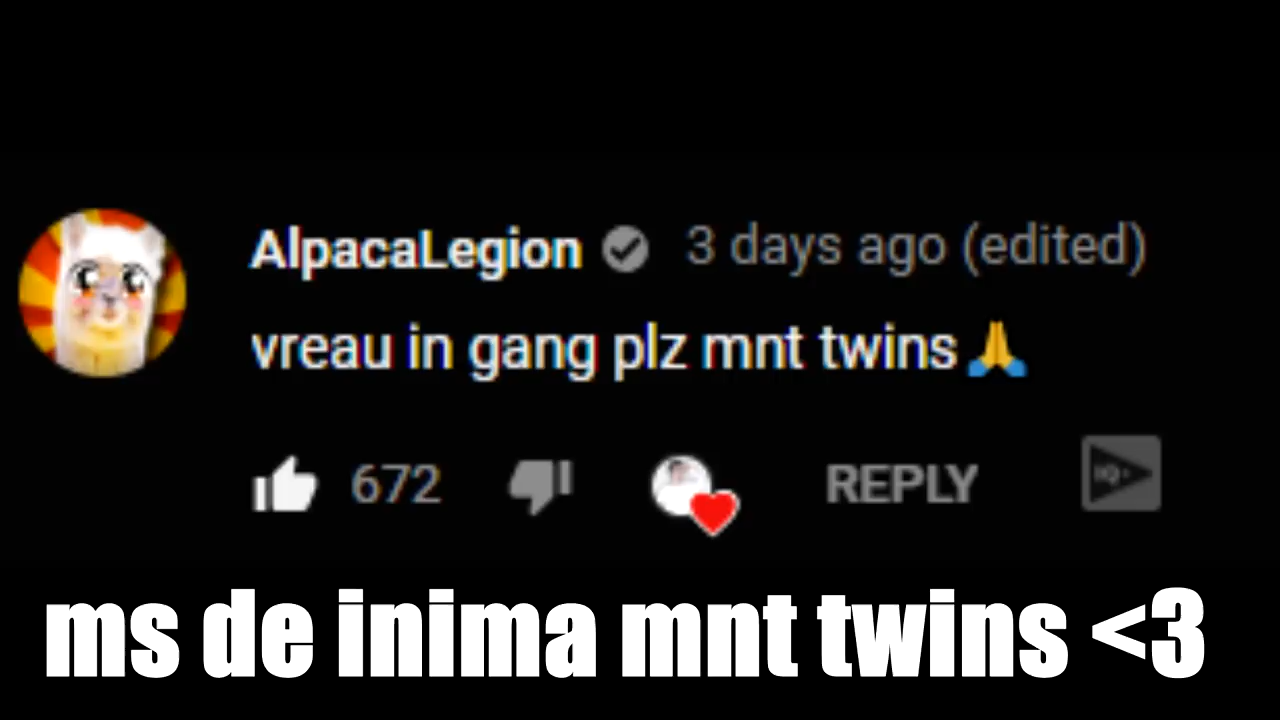 AlpacaLegion 3 days ago (edited)
vreau in gang plz mnt twins🙏
672 REPLY IQ
ms de inima mnt twins <3